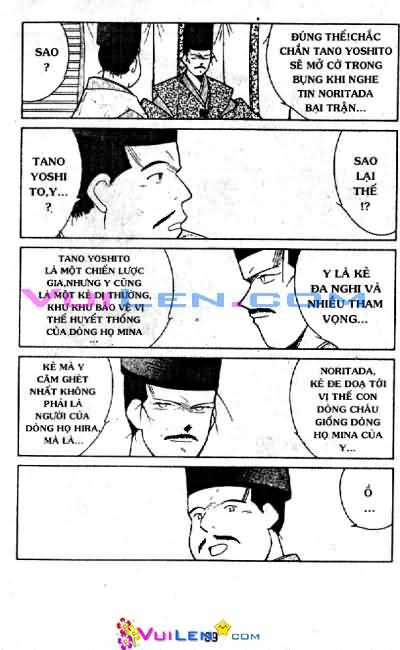 SAO
?
ĐÚNG THẾ!CHẮC
CHẮN TANO YOSHITO
SẼ MỞ CỜ TRONG
BỤNG KHI NGHE
TIN NORITADA
BẠI TRẬN...
TANO
YOSHI
TO,Y...
?
SAO
LẠI
THẾ
!?
TANO YOSHITO
LÀ MỘT CHIẾN LƯỢC
GIA,NHƯNG Y CŨNG
LÀ MỘT KẺ DỊ THƯỜNG,
KHƯ KHƯ BẢO VỆ VỊ
THẾ HUYẾT THỐNG
CỦA DÒNG HỌ MINA
...
Y LÀ KẺ
ĐA NGHI VÀ
NHIỀU THAM
VỌNG...
VUILEN.COM
KẺ MÀ Y
CĂM GHÉT
NHẤT KHÔNG
PHẢI LÀ
NGƯỜI CỦA
DÒNG HỌ HIRA,
MÀ LÀ...
NORITADA,
KẺ ĐE DOẠ TỚI
VỊ THẾ CON
DÒNG CHÁU
GIỐNG DÒNG
HỌ MINA CỦA
Y...
Ồ
...
VUILEN.COM
93